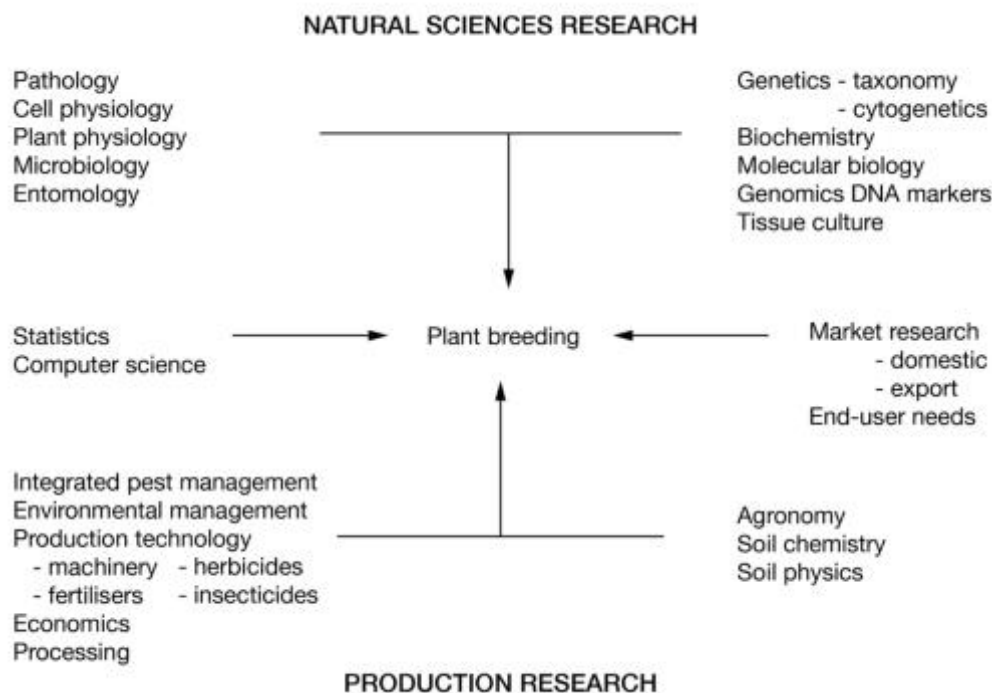 NATURAL SCIENCES RESEARCH
Pathology
Cell physiology
Plant physiology
Microbiology
Entomology
Genetics - taxonomy
- cytogenetics
Biochemistry
Molecular biology
Genomics DNA markers
Tissue culture
Statistics
Computer science
Plant breeding
Market research
- domestic
- export
End-user needs
Integrated pest management
Environmental management
Production technology
- machinery - herbicides
- fertilisers - insecticides
Economics
Processing
Agronomy
Soil chemistry
Soil physics
PRODUCTION RESEARCH